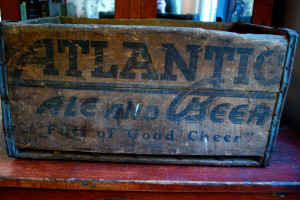 ATLANTIC
ALE AND BEER
"Full of Good Cheer"